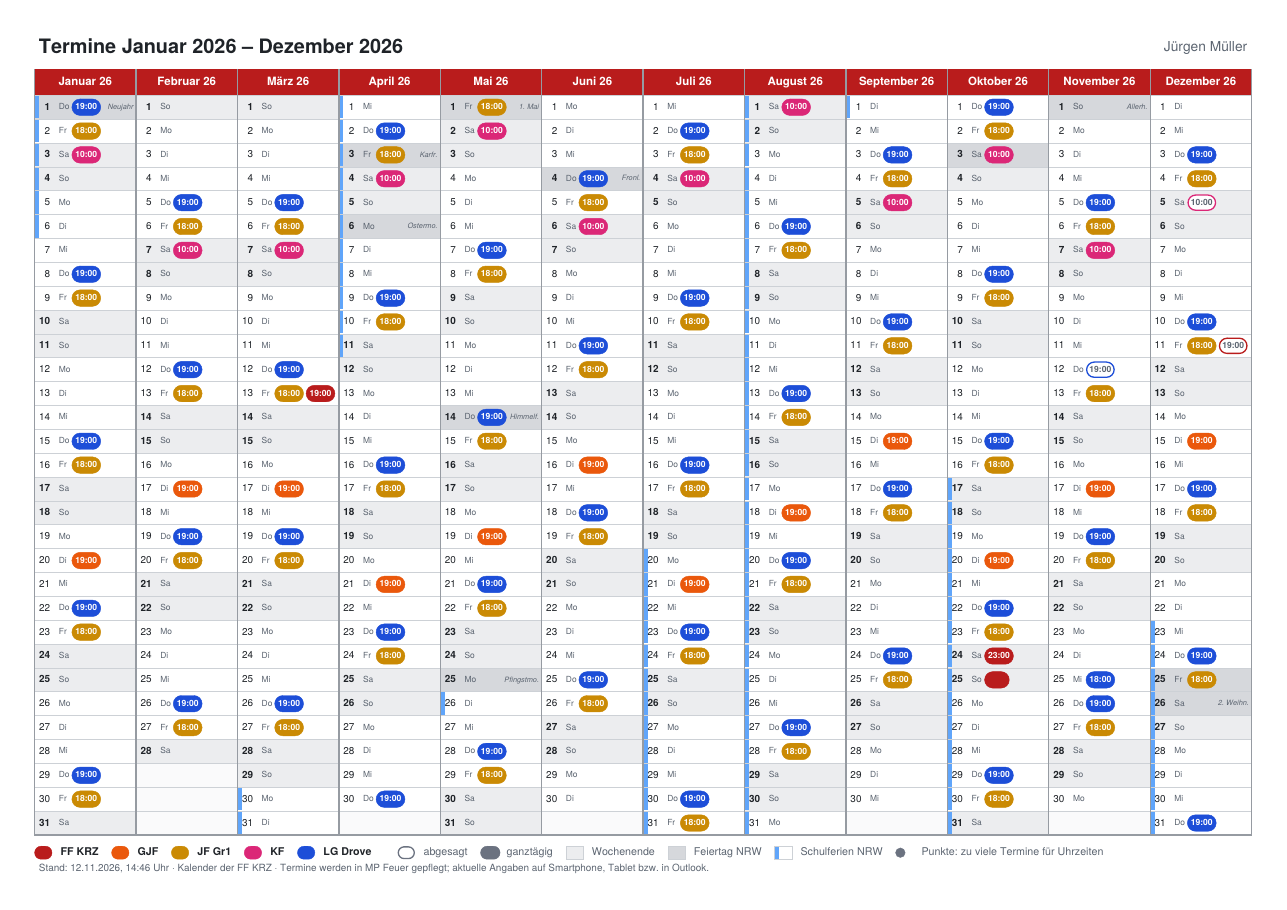 Termine Januar 2026 – Dezember 2026
Jürgen Müller
Januar 26 Februar 26 März 26 April 26 Mai 26 Juni 26 Juli 26 August 26 September 26 Oktober 26 November 26 Dezember 26
1 Do 19:00 Neujahr 1 So 1 So 1 Mi 1 Fr 18:00 1. Mai 1 Mo 1 Mi 1 Sa 10:00 1 Di 1 Do 19:00 1 So Allerh. 1 Di
2 Fr 18:00 2 Mo 2 Mo 2 Do 19:00 2 Sa 10:00 2 Di 2 Do 19:00 2 So 2 Mi 2 Fr 18:00 2 Mo 2 Mi
3 Sa 10:00 3 Di 3 Di 3 Fr 18:00 Karfr. 3 So 3 Mi 3 Fr 18:00 3 Mo 3 Do 19:00 3 Sa 10:00 3 Di 3 Do 19:00
4 So 4 Mi 4 Mi 4 Sa 10:00 4 Mo 4 Do 19:00 Fronl. 4 Sa 10:00 4 Di 4 Fr 18:00 4 So 4 Mi 4 Fr 18:00
5 Mo 5 Do 19:00 5 Do 19:00 5 So 5 Di 5 Fr 18:00 5 So 5 Mi 5 Sa 10:00 5 Mo 5 Do 19:00 5 Sa 10:00
6 Di 6 Fr 18:00 6 Fr 18:00 6 Mo Ostermo. 6 Mi 6 Sa 10:00 6 Mo 6 Do 19:00 6 So 6 Di 6 Fr 18:00 6 So
7 Mi 7 Sa 10:00 7 Sa 10:00 7 Di 7 Do 19:00 7 So 7 Di 7 Fr 18:00 7 Mo 7 Mi 7 Sa 10:00 7 Mo
8 Do 19:00 8 So 8 So 8 Mi 8 Fr 18:00 8 Mo 8 Mi 8 Sa 8 Di 8 Do 19:00 8 So 8 Di
9 Fr 18:00 9 Mo 9 Mo 9 Do 19:00 9 Sa 9 Di 9 Do 19:00 9 So 9 Mi 9 Fr 18:00 9 Mo 9 Mi
10 Sa 10 Di 10 Di 10 Fr 18:00 10 So 10 Mi 10 Fr 18:00 10 Mo 10 Do 19:00 10 Sa 10 Di 10 Do 19:00
11 So 11 Mi 11 Mi 11 Sa 11 Mo 11 Do 19:00 11 Sa 11 Di 11 Fr 18:00 11 So 11 Mi 11 Fr 18:00 19:00
12 Mo 12 Do 19:00 12 Do 19:00 12 So 12 Di 12 Fr 18:00 12 So 12 Mi 12 Sa 12 Mo 12 Do 19:00 12 Sa
13 Di 13 Fr 18:00 13 Fr 18:00 19:00 13 Mo 13 Mi 13 Sa 13 Mo 13 Do 19:00 13 So 13 Di 13 Fr 18:00 13 So
14 Mi 14 Sa 14 Sa 14 Di 14 Do 19:00 Himmelf. 14 So 14 Di 14 Fr 18:00 14 Mo 14 Mi 14 Sa 14 Mo
15 Do 19:00 15 So 15 So 15 Mi 15 Fr 18:00 15 Mo 15 Mi 15 Sa 15 Di 19:00 15 Do 19:00 15 So 15 Di 19:00
16 Fr 18:00 16 Mo 16 Mo 16 Do 19:00 16 Sa 16 Di 19:00 16 Do 19:00 16 So 16 Mi 16 Fr 18:00 16 Mo 16 Mi
17 Sa 17 Di 19:00 17 Di 19:00 17 Fr 18:00 17 So 17 Mi 17 Fr 18:00 17 Mo 17 Do 19:00 17 Sa 17 Di 19:00 17 Do 19:00
18 So 18 Mi 18 Mi 18 Sa 18 Mo 18 Do 19:00 18 Sa 18 Di 19:00 18 Fr 18:00 18 So 18 Mi 18 Fr 18:00
19 Mo 19 Do 19:00 19 Do 19:00 19 So 19 Di 19:00 19 Fr 18:00 19 So 19 Mi 19 Sa 19 Mo 19 Do 19:00 19 Sa
20 Di 19:00 20 Fr 18:00 20 Fr 18:00 20 Mo 20 Mi 20 Sa 20 Mo 20 Do 19:00 20 So 20 Di 19:00 20 Fr 18:00 20 So
21 Mi 21 Sa 21 Sa 21 Di 19:00 21 Do 19:00 21 So 21 Di 19:00 21 Fr 18:00 21 Mo 21 Mi 21 Sa 21 Mo
22 Do 19:00 22 So 22 So 22 Mi 22 Fr 18:00 22 Mo 22 Mi 22 Sa 22 Di 22 Do 19:00 22 So 22 Di
23 Fr 18:00 23 Mo 23 Mo 23 Do 19:00 23 Sa 23 Di 23 Do 19:00 23 So 23 Mi 23 Fr 18:00 23 Mo 23 Mi
24 Sa 24 Di 24 Di 24 Fr 18:00 24 So 24 Mi 24 Fr 18:00 24 Mo 24 Do 19:00 24 Sa 23:00 24 Di 24 Do 19:00
25 So 25 Mi 25 Mi 25 Sa 25 Mo Pfingstmo. 25 Do 19:00 25 Sa 25 Di 25 Fr 18:00 25 So 25 Mi 18:00 25 Fr 18:00
26 Mo 26 Do 19:00 26 Do 19:00 26 So 26 Di 26 Fr 18:00 26 So 26 Mi 26 Sa 26 Mo 26 Do 19:00 26 Sa 2. Weihn.
27 Di 27 Fr 18:00 27 Fr 18:00 27 Mo 27 Mi 27 Sa 27 Mo 27 Do 19:00 27 So 27 Di 27 Fr 18:00 27 So
28 Mi 28 Sa 28 Sa 28 Di 28 Do 19:00 28 So 28 Di 28 Fr 18:00 28 Mo 28 Mi 28 Sa 28 Mo
29 Do 19:00 29 So 29 Mi 29 Fr 18:00 29 Mo 29 Mi 29 Sa 29 Di 29 Do 19:00 29 So 29 Di
30 Fr 18:00 30 Mo 30 Do 19:00 30 Sa 30 Di 30 Do 19:00 30 So 30 Mi 30 Fr 18:00 30 Mo 30 Mi
31 Sa 31 Di 31 So 31 Fr 18:00 31 Mo 31 Sa 31 Do 19:00
FF KRZ GJF JF Gr1 KF LG Drove abgesagt ganztägig Wochenende Feiertag NRW Schulferien NRW Punkte: zu viele Termine für Uhrzeiten
Stand: 12.11.2026, 14:46 Uhr · Kalender der FF KRZ · Termine werden in MP Feuer gepflegt; aktuelle Angaben auf Smartphone, Tablet bzw. in Outlook.